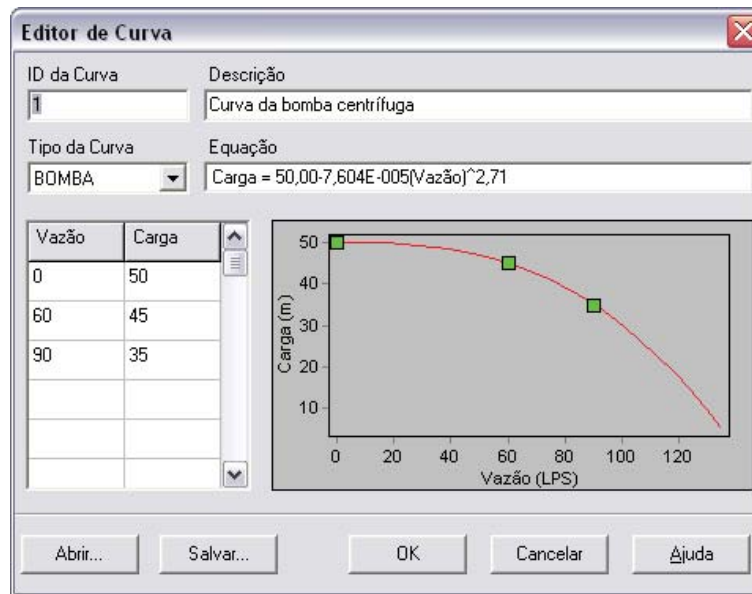 Editor de Curva
ID da Curva Descrição
1 Curva da bomba centrífuga
Tipo da Curva Equação
BOMBA Carga = 50,00-7,604E-005(Vazão)^2,71
Vazão Carga
0 50
60 45
90 35
50
40
30
20
10
Carga (m)
0 20 40 60 80 100 120
Vazão (LPS)
Abrir... Salvar... OK Cancelar Ajuda